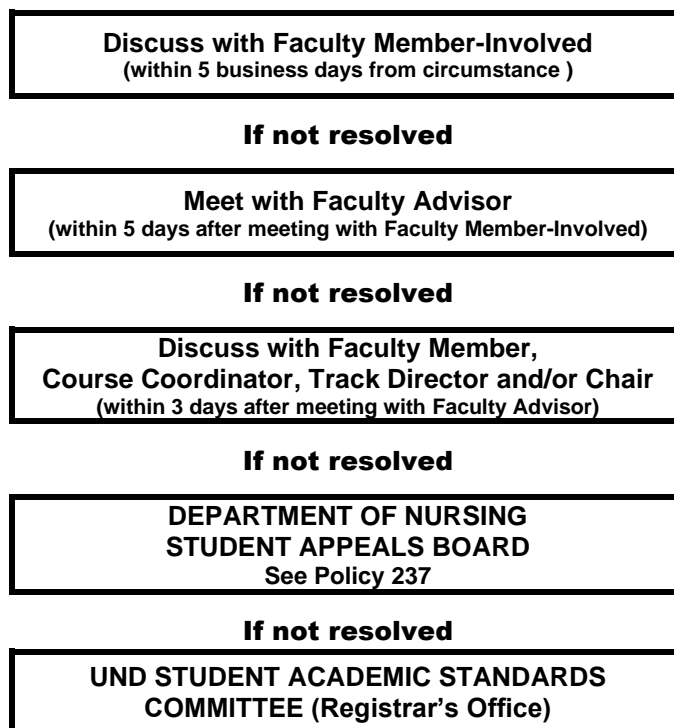 Discuss with Faculty Member-Involved
(within 5 business days from circumstance )
If not resolved
Meet with Faculty Advisor
(within 5 days after meeting with Faculty Member-Involved)
If not resolved
Discuss with Faculty Member,
Course Coordinator, Track Director and/or Chair
(within 3 days after meeting with Faculty Advisor)
If not resolved
DEPARTMENT OF NURSING
STUDENT APPEALS BOARD
See Policy 237
If not resolved
UND STUDENT ACADEMIC STANDARDS
COMMITTEE (Registrar’s Office)